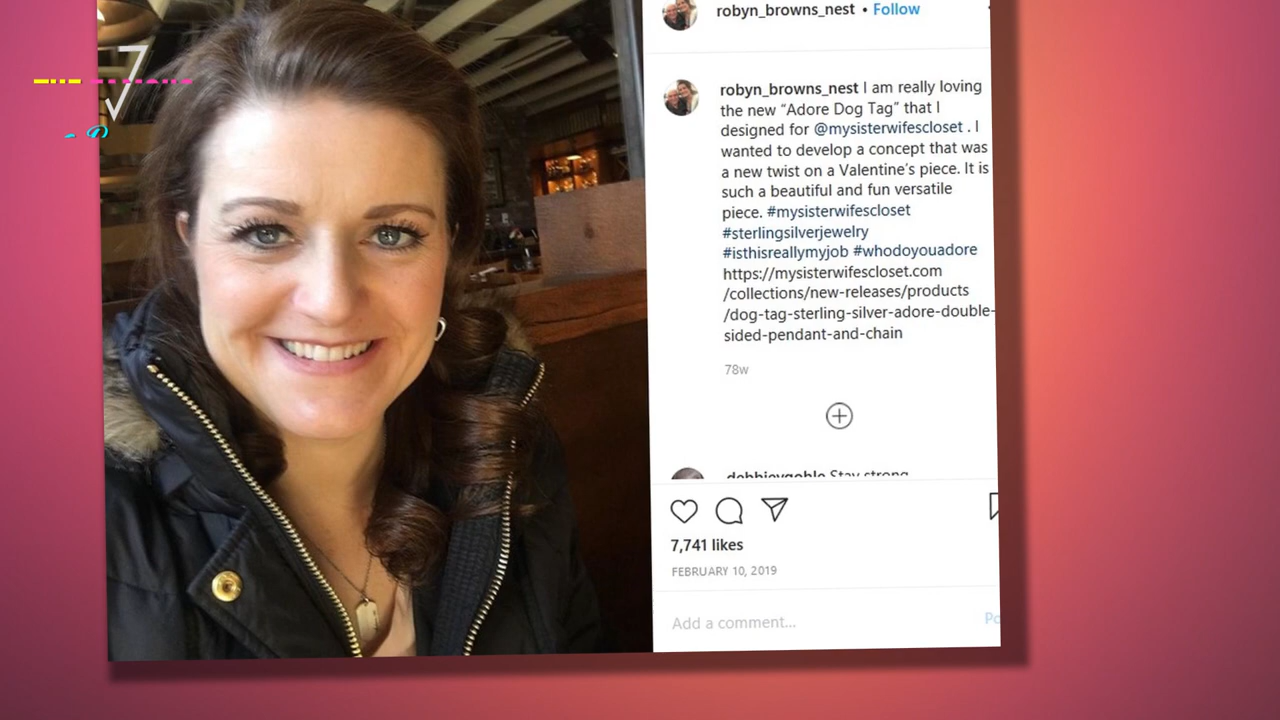 robyn_browns_nest • Follow
robyn_browns_nest I am really loving
the new “Adore Dog Tag” that I
designed for @mysisterwifescloset . I
wanted to develop a concept that was
a new twist on a Valentine’s piece. It is
such a beautiful and fun versatile
piece. #mysisterwifescloset
#sterlingsilverjewelry
#isthisreallymyjob #whodoyouadore
https://mysisterwifescloset.com
/collections/new-releases/products
/dog-tag-sterling-silver-adore-double-
sided-pendant-and-chain
78w
Stay strong
7,741 likes
FEBRUARY 10, 2019
Add a comment...